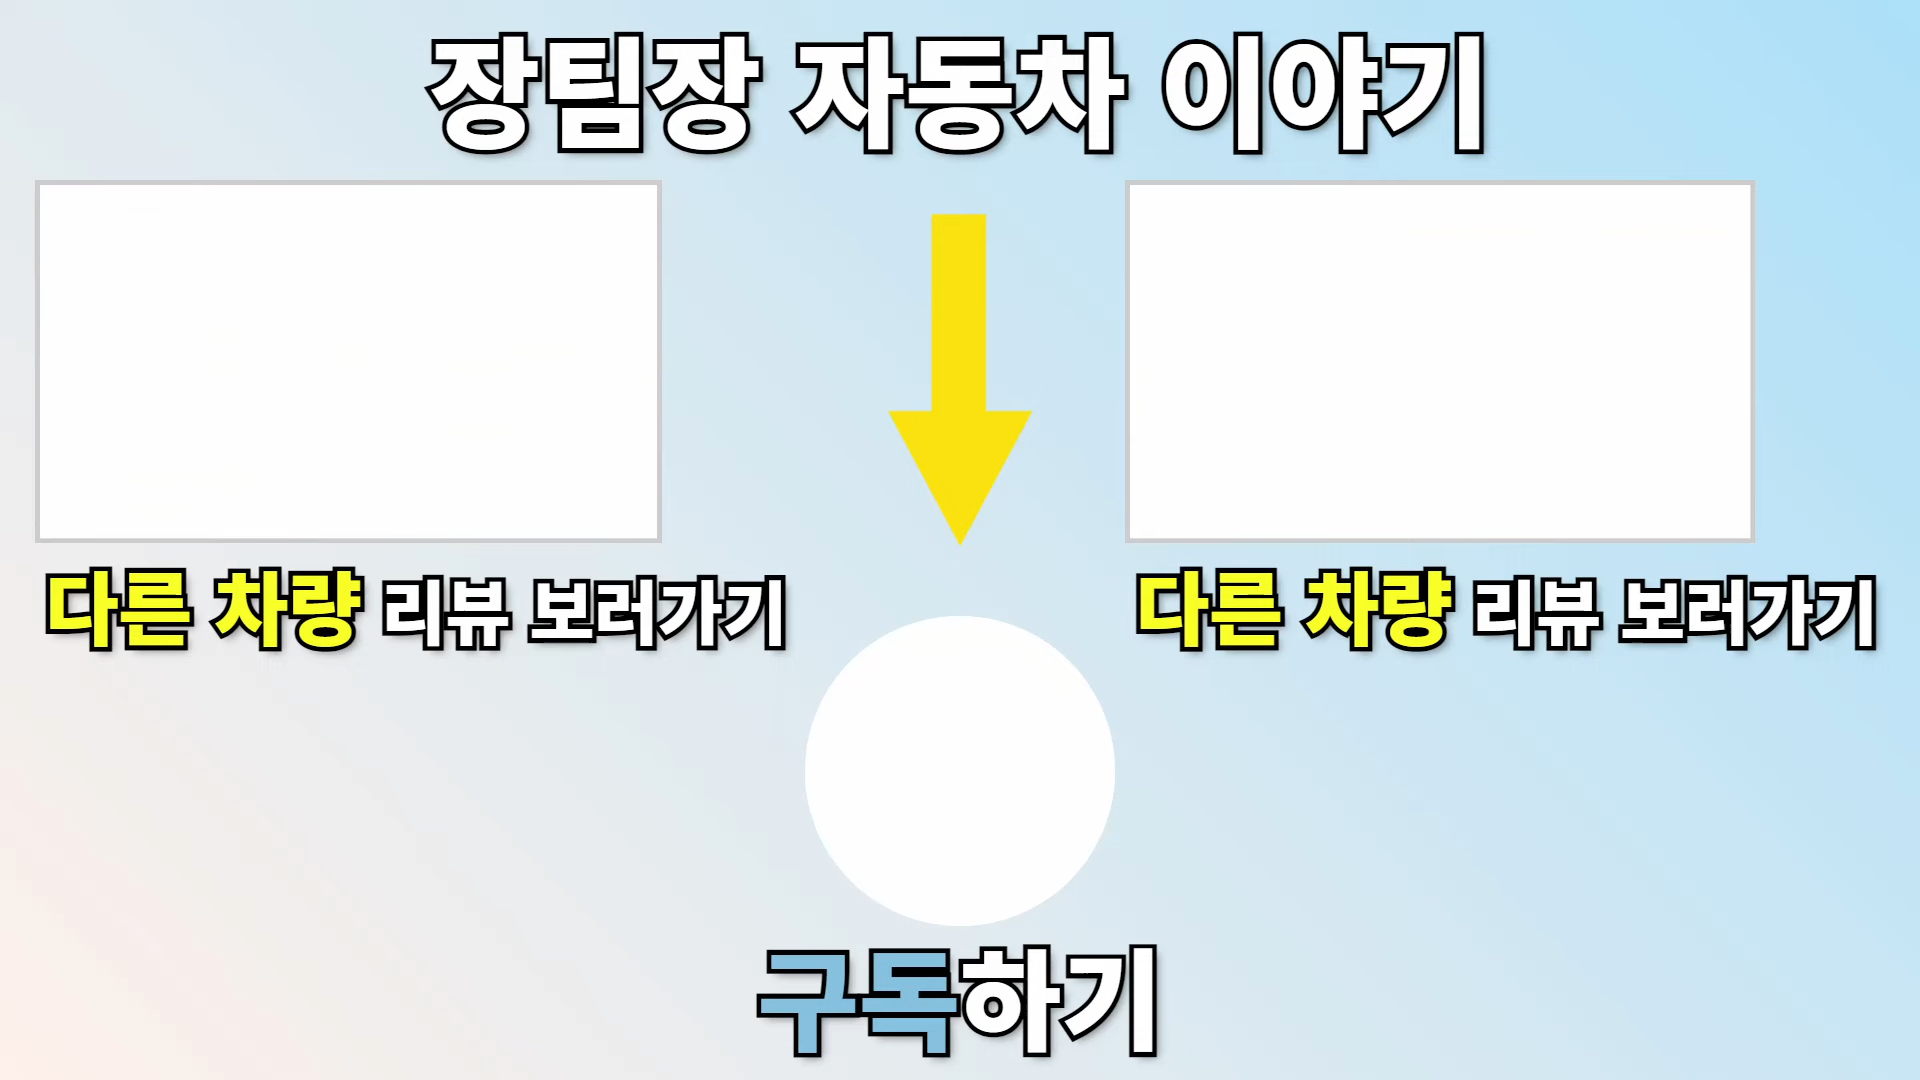 장팀장 자동차 이야기
다른 차량 리뷰 보러가기
다른 차량 리뷰 보러가기
구독하기